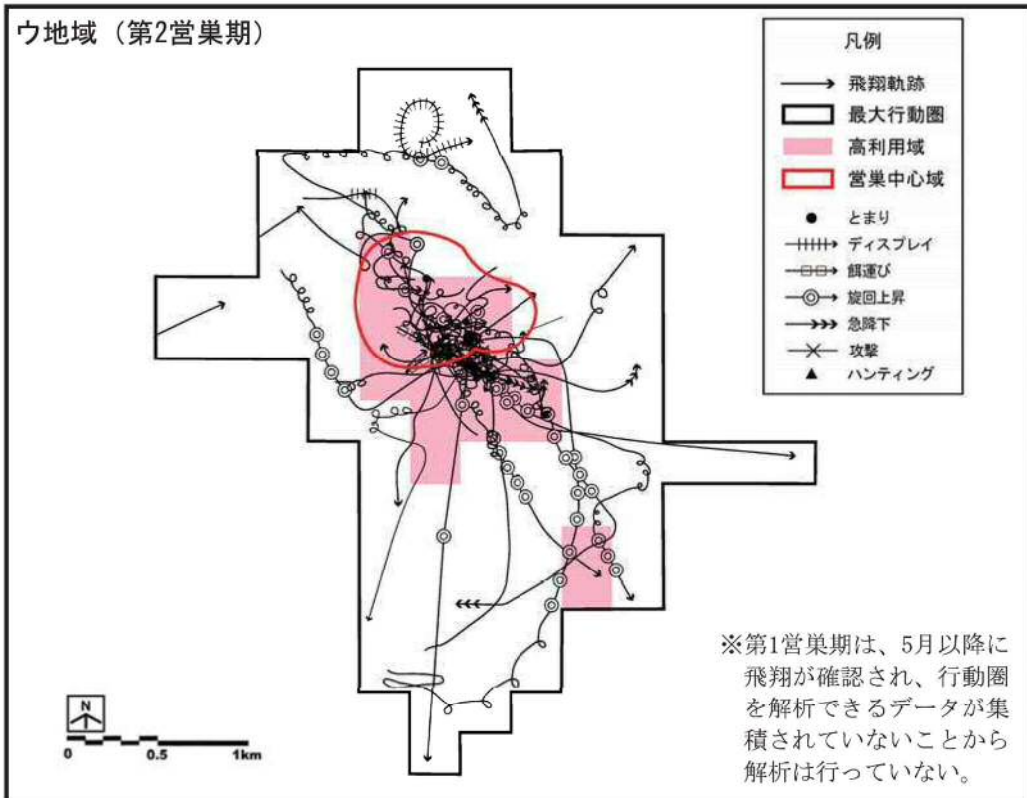 ウ地域（第2営巣期）
凡例
飛翔軌跡
最大行動圏
高利用域
営巣中心域
とまり
ディスプレイ
餌運び
旋回上昇
急降下
攻撃
ハンティング
※第1営巣期は、5月以降に
飛翔が確認され、行動圏
を解析できるデータが集
積されていないことから
解析は行っていない。
N
0 0.5 1km